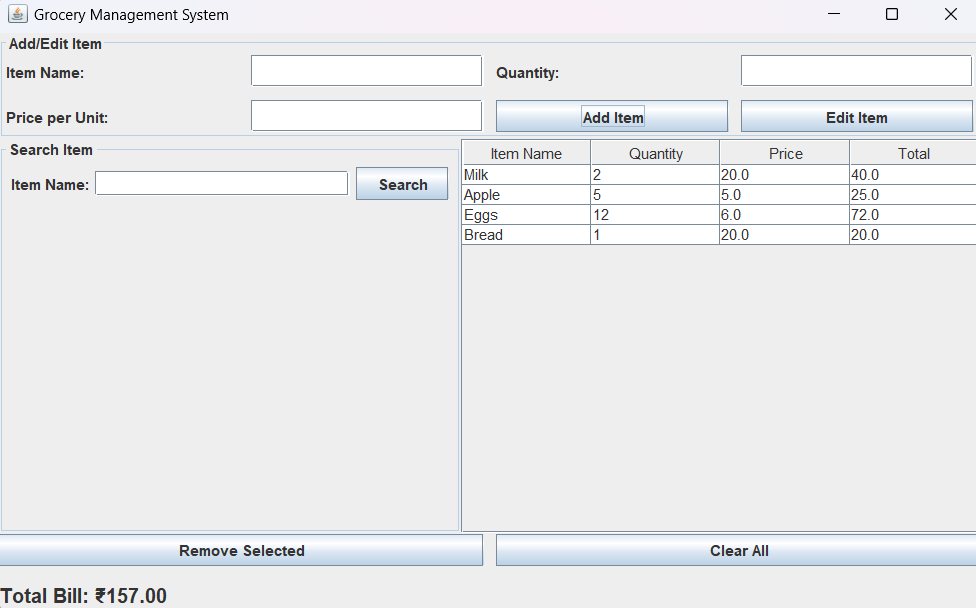 Grocery Management System
Add/Edit Item
Item Name: Quantity:
Price per Unit: Add Item Edit Item
Search Item
Item Name: Search
Item Name Quantity Price Total
Milk 2 20.0 40.0
Apple 5 5.0 25.0
Eggs 12 6.0 72.0
Bread 1 20.0 20.0
Remove Selected Clear All
Total Bill: ₹157.00